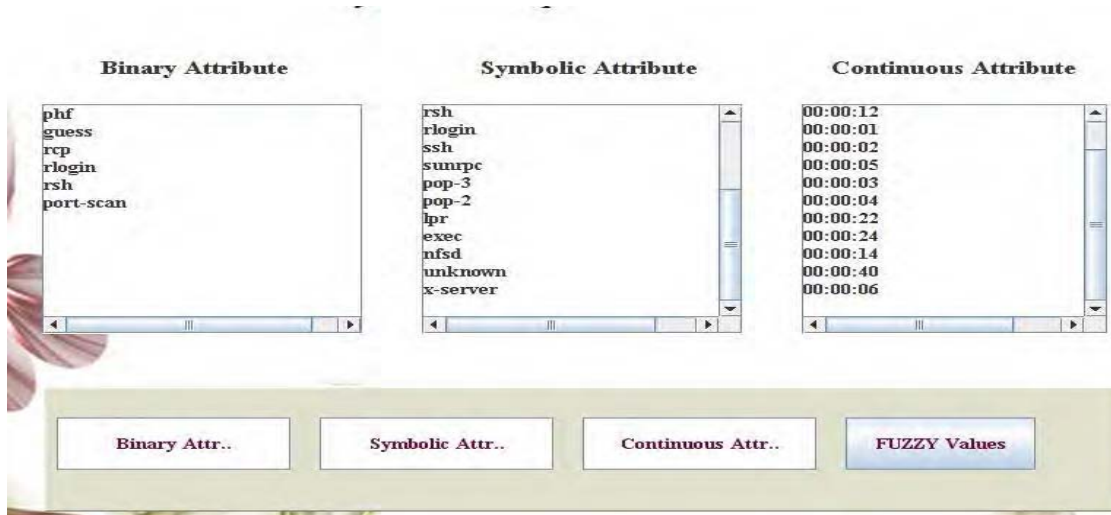 Binary Attribute
Symbolic Attribute
Continuous Attribute
phf
guess
rcp
rlogin
rsh
port-scan
rsh
rlogin
ssh
sunrpc
pop-3
pop-2
lpr
exec
nfsd
unknown
x-server
00:00:12
00:00:01
00:00:02
00:00:05
00:00:03
00:00:04
00:00:22
00:00:24
00:00:14
00:00:40
00:00:06
Binary Attr..
Symbolic Attr..
Continuous Attr..
FUZZY Values